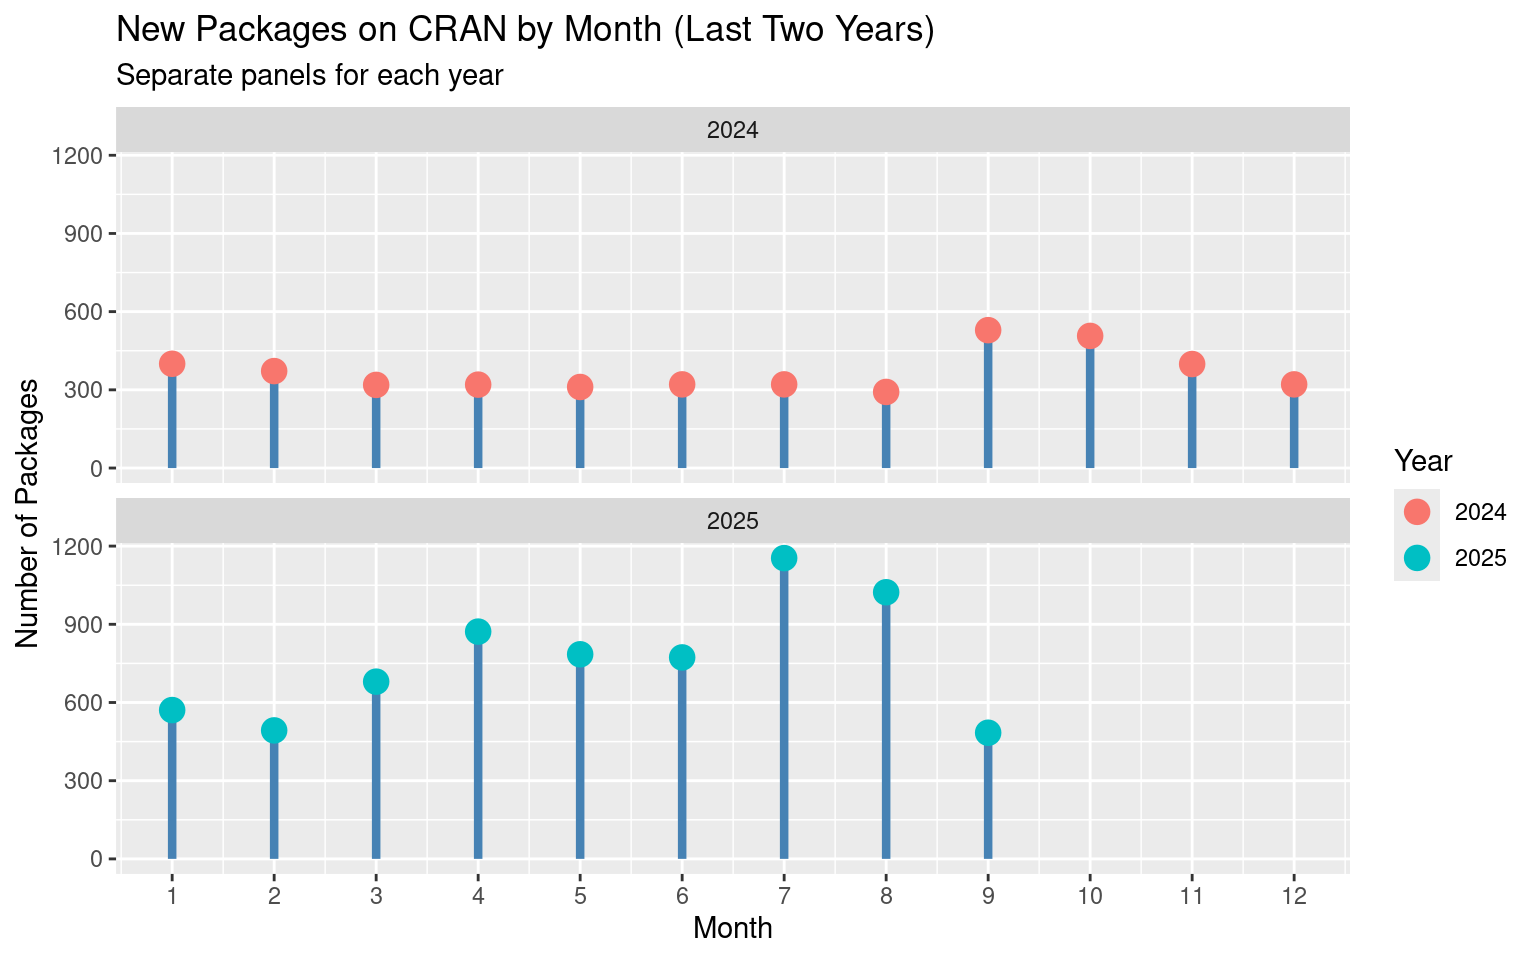 New Packages on CRAN by Month (Last Two Years)
Separate panels for each year
2024
1200
900
600
300
0
2025
1200
900
600
300
0
1 2 3 4 5 6 7 8 9 10 11 12
Month
Number of Packages
Year
2024
2025